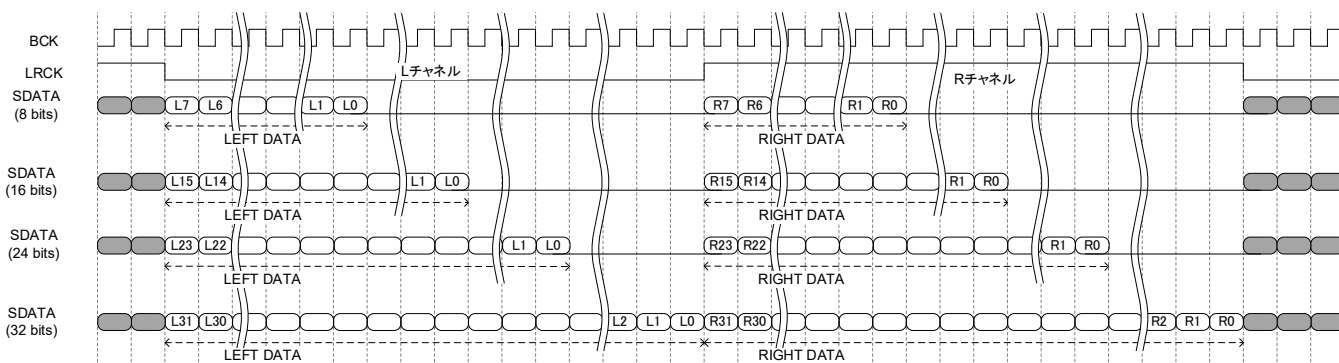 BCK
LRCK Lチャネル Rチャネル
SDATA
(8 bits)
L7 L6 L1 L0 R7 R6 R1 R0
LEFT DATA RIGHT DATA
SDATA
(16 bits)
L15 L14 L1 L0 R15 R14 R1 R0
LEFT DATA RIGHT DATA
SDATA
(24 bits)
L23 L22 L1 L0 R23 R22 R1 R0
LEFT DATA RIGHT DATA
SDATA
(32 bits)
L31 L30 L2 L1 L0 R31 R30 R2 R1 R0
LEFT DATA RIGHT DATA